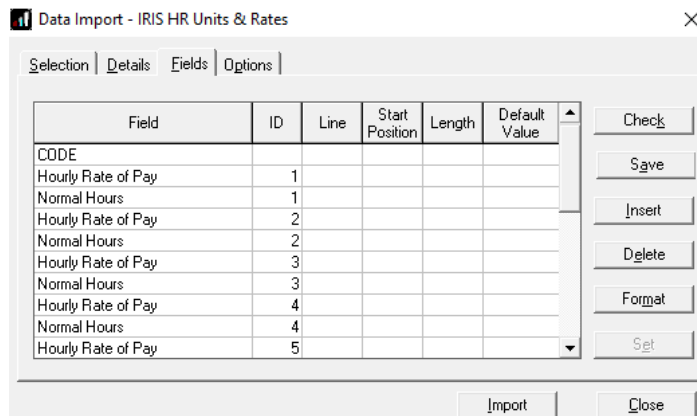 Data Import - IRIS HR Units & Rates
Selection Details Fields Options
Field ID Line Start Position Length Default Value
CODE
Hourly Rate of Pay 1
Normal Hours 1
Hourly Rate of Pay 2
Normal Hours 2
Hourly Rate of Pay 3
Normal Hours 3
Hourly Rate of Pay 4
Normal Hours 4
Hourly Rate of Pay 5
Check
Save
Insert
Delete
Format
Set
Import Close